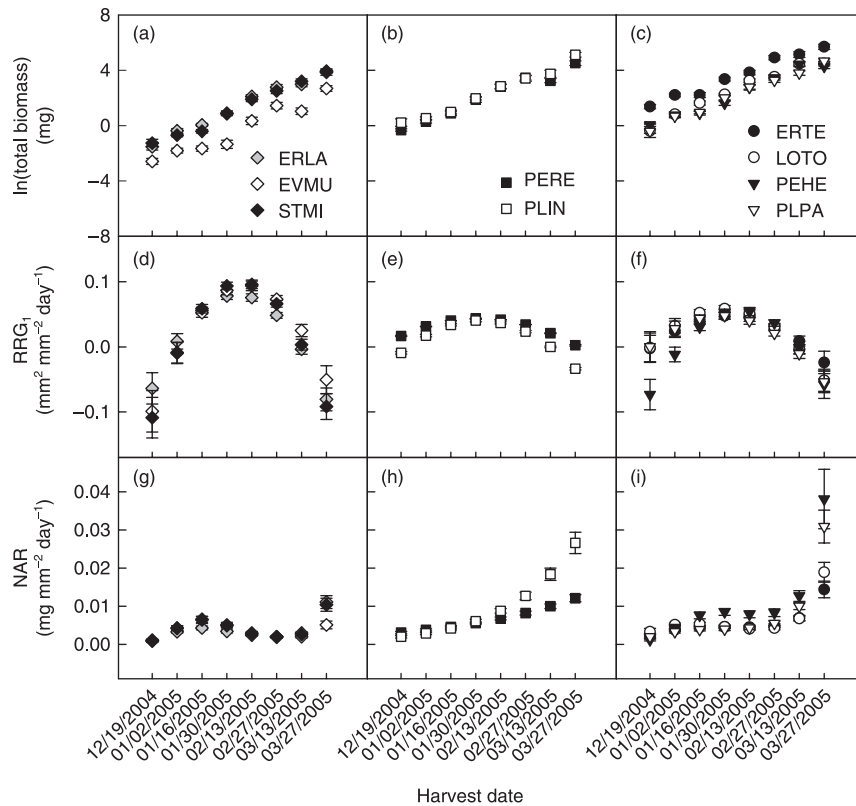 (a) (b) (c)
ln(total biomass)
(mg)
8
4
0
−4
−8
ERLA
EVMU
STMI
PERE
PLIN
ERTE
LOTO
PEHE
PLPA
(d) (e) (f)
RRG1
(mm² mm⁻² day⁻¹)
0.1
0.0
−0.1
(g) (h) (i)
NAR
(mg mm⁻² day⁻¹)
0.04
0.03
0.02
0.01
0.00
12/19/2004
01/02/2005
01/16/2005
01/30/2005
02/13/2005
02/27/2005
03/13/2005
03/27/2005
12/19/2004
01/02/2005
01/16/2005
01/30/2005
02/13/2005
02/27/2005
03/13/2005
03/27/2005
12/19/2004
01/02/2005
01/16/2005
01/30/2005
02/13/2005
02/27/2005
03/13/2005
03/27/2005
Harvest date